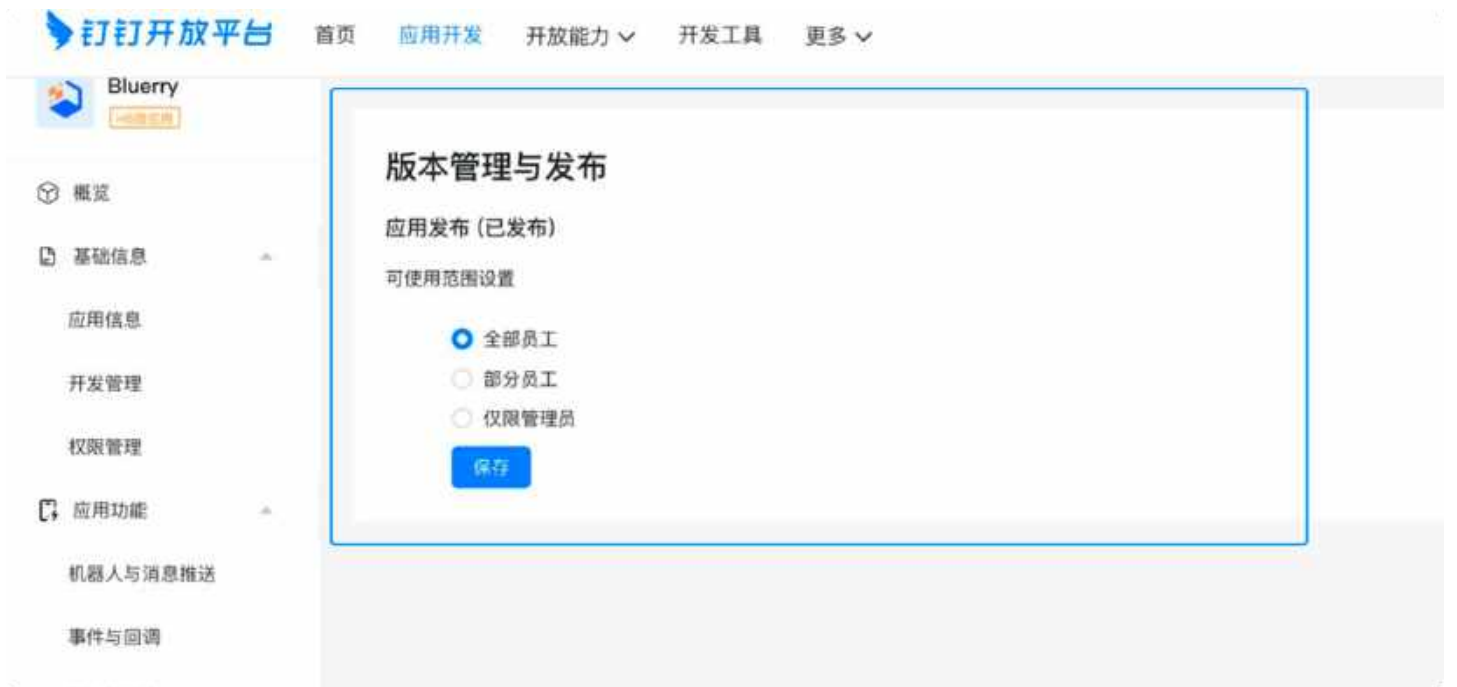 钉钉开放平台 首页 应用开发 开放能力 开发工具 更多
Bluerry
概览
基础信息
应用信息
开发管理
权限管理
应用功能
机器人与消息推送
事件与回调
版本管理与发布
应用发布 (已发布)
可使用范围设置
全部员工
部分员工
仅限管理员
保存